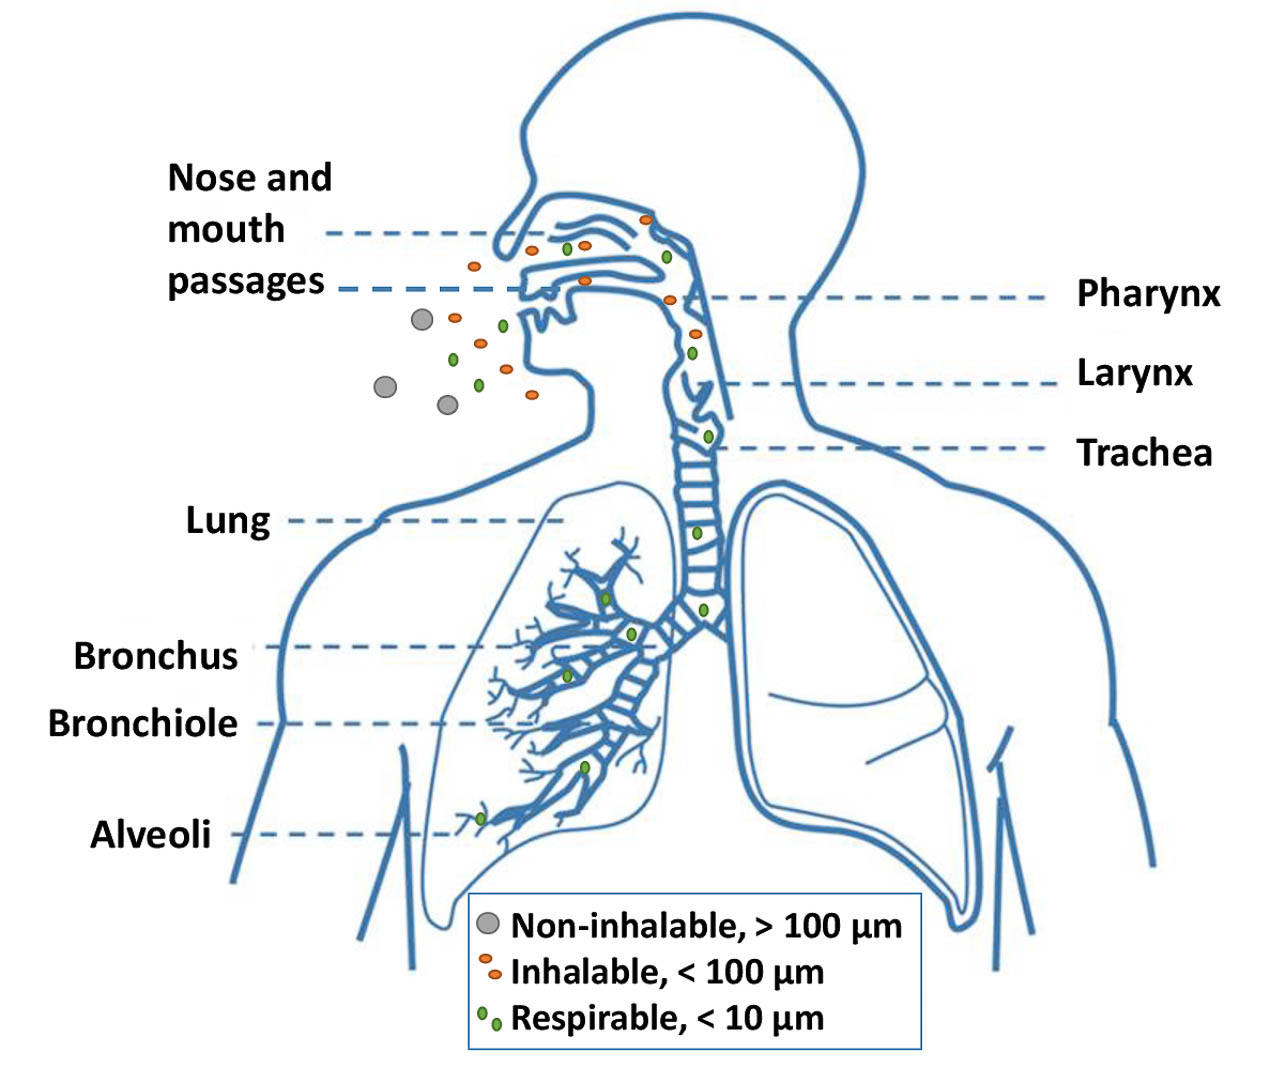 Nose and
mouth
passages
Pharynx
Larynx
Trachea
Lung
Bronchus
Bronchiole
Alveoli
Non-inhalable, > 100 µm
Inhalable, < 100 µm
Respirable, < 10 µm